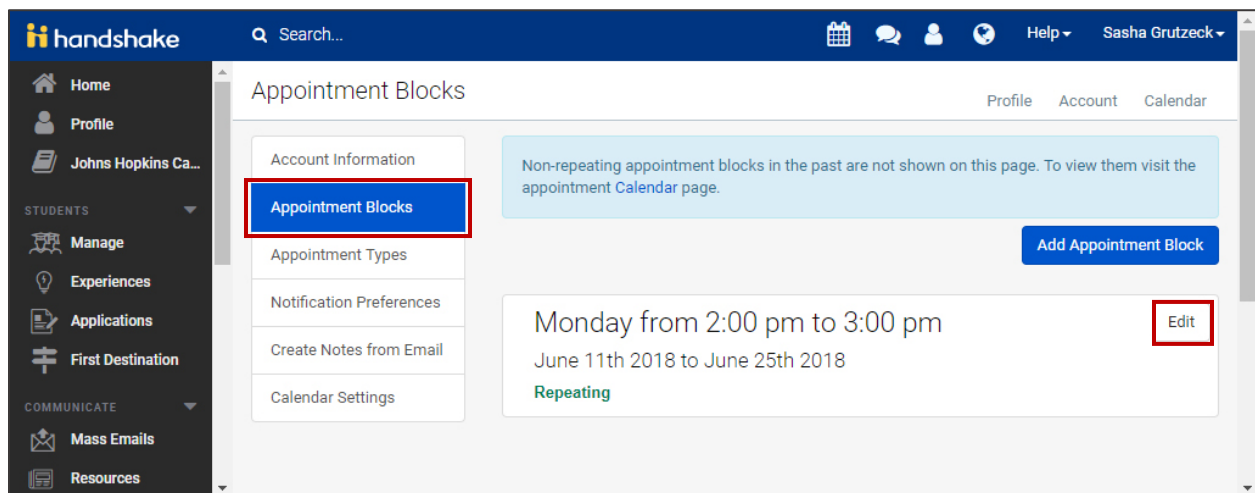 handshake
Search...
Help
Sasha Grutzeck
Home
Profile
Johns Hopkins Ca...
STUDENTS
Manage
Experiences
Applications
First Destination
COMMUNICATE
Mass Emails
Resources
Appointment Blocks
Profile
Account
Calendar
Account Information
Appointment Blocks
Appointment Types
Notification Preferences
Create Notes from Email
Calendar Settings
Non-repeating appointment blocks in the past are not shown on this page. To view them visit the
appointment Calendar page.
Add Appointment Block
Monday from 2:00 pm to 3:00 pm
Edit
June 11th 2018 to June 25th 2018
Repeating